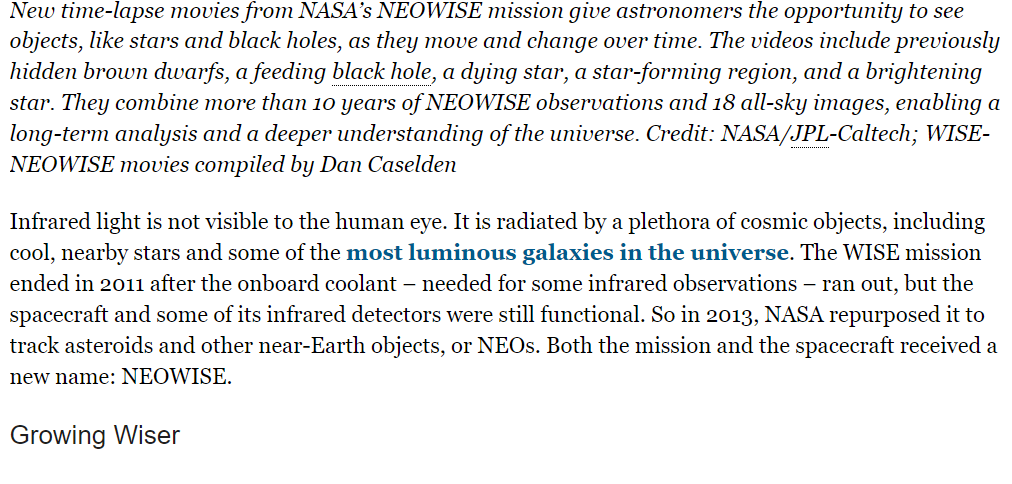 New time-lapse movies from NASA’s NEOWISE mission give astronomers the opportunity to see
objects, like stars and black holes, as they move and change over time. The videos include previously
hidden brown dwarfs, a feeding black hole, a dying star, a star-forming region, and a brightening
star. They combine more than 10 years of NEOWISE observations and 18 all-sky images, enabling a
long-term analysis and a deeper understanding of the universe. Credit: NASA/JPL-Caltech; WISE-
NEOWISE movies compiled by Dan Caselden
Infrared light is not visible to the human eye. It is radiated by a plethora of cosmic objects, including
cool, nearby stars and some of the most luminous galaxies in the universe. The WISE mission
ended in 2011 after the onboard coolant – needed for some infrared observations – ran out, but the
spacecraft and some of its infrared detectors were still functional. So in 2013, NASA repurposed it to
track asteroids and other near-Earth objects, or NEOs. Both the mission and the spacecraft received a
new name: NEOWISE.
Growing Wiser